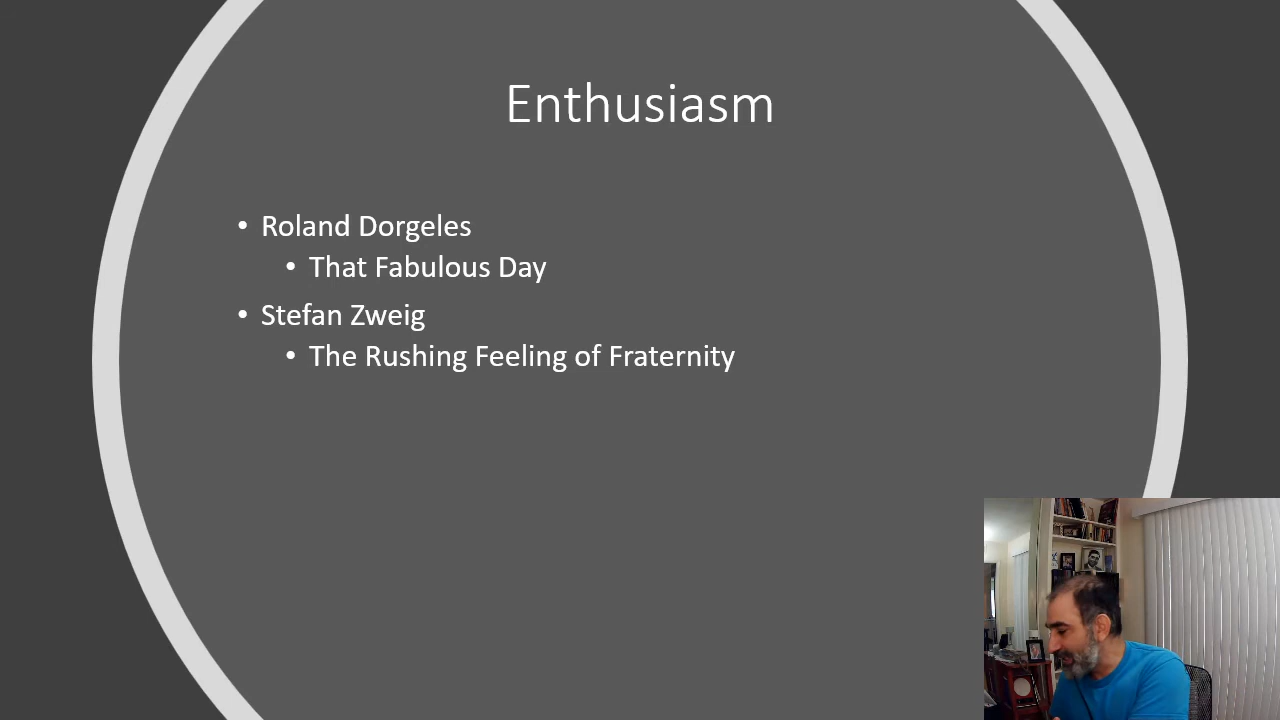 Enthusiasm
• Roland Dorgeles
• That Fabulous Day
• Stefan Zweig
• The Rushing Feeling of Fraternity